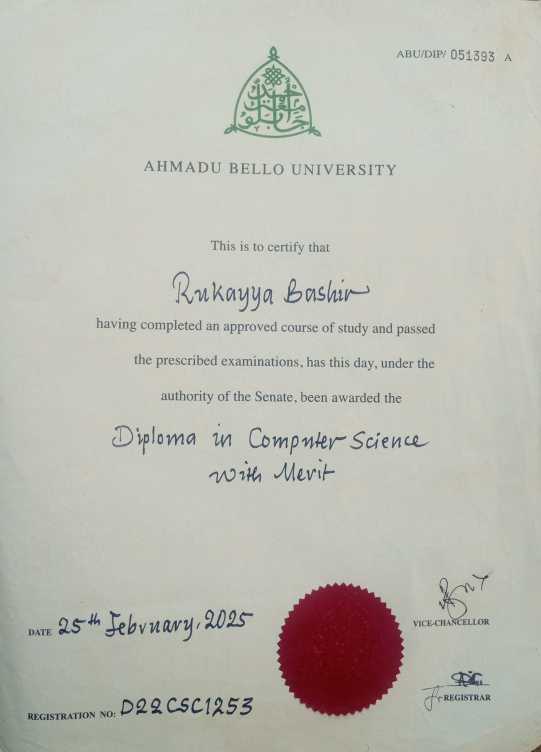 ABU/DIP/ 051393 A
AHMADU BELLO UNIVERSITY
This is to certify that
Rukayya Bashir
having completed an approved course of study and passed
the prescribed examinations, has this day, under the
authority of the Senate, been awarded the
Diploma in Computer Science
With Merit
DATE 25th February, 2025
VICE-CHANCELLOR
REGISTRAR
REGISTRATION NO: D22CSC1253